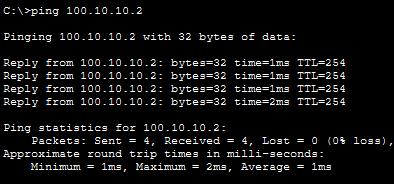 C:\>ping 100.10.10.2
Pinging 100.10.10.2 with 32 bytes of data:
Reply from 100.10.10.2: bytes=32 time=1ms TTL=254
Reply from 100.10.10.2: bytes=32 time=1ms TTL=254
Reply from 100.10.10.2: bytes=32 time=1ms TTL=254
Reply from 100.10.10.2: bytes=32 time=2ms TTL=254
Ping statistics for 100.10.10.2:
    Packets: Sent = 4, Received = 4, Lost = 0 (0% loss),
Approximate round trip times in milli-seconds:
    Minimum = 1ms, Maximum = 2ms, Average = 1ms